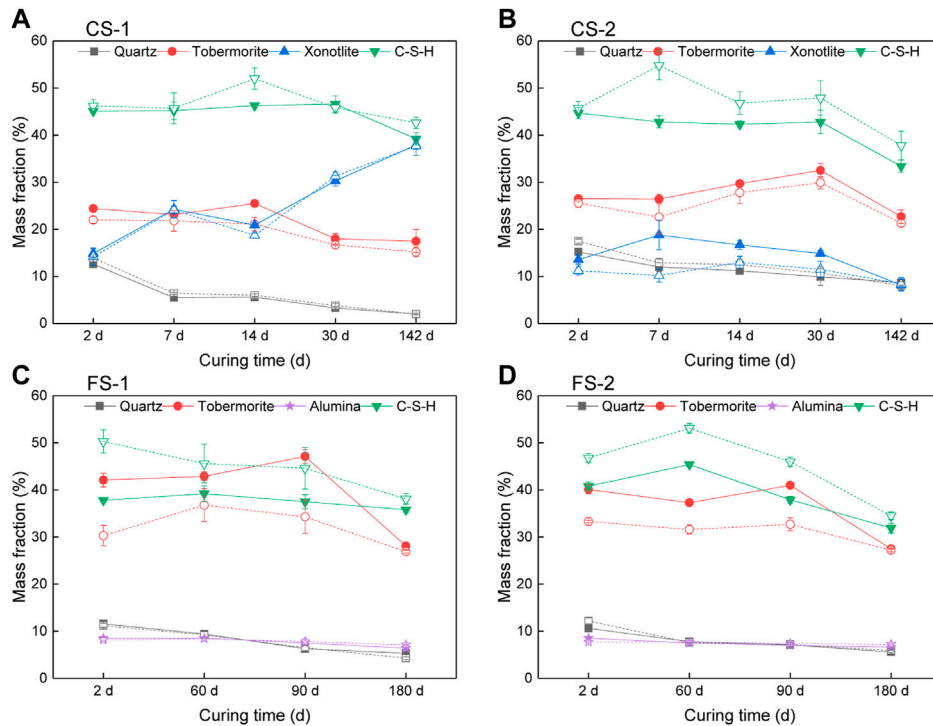 A
CS-1
Quartz Tobermorite Xonotlite C-S-H
Mass fraction (%)
60
50
40
30
20
10
0
2 d 7 d 14 d 30 d 142 d
Curing time (d)
B
CS-2
Quartz Tobermorite Xonotlite C-S-H
Mass fraction (%)
60
50
40
30
20
10
0
2 d 7 d 14 d 30 d 142 d
Curing time (d)
C
FS-1
Quartz Tobermorite Alumina C-S-H
Mass fraction (%)
60
50
40
30
20
10
0
2 d 60 d 90 d 180 d
Curing time (d)
D
FS-2
Quartz Tobermorite Alumina C-S-H
Mass fraction (%)
60
50
40
30
20
10
0
2 d 60 d 90 d 180 d
Curing time (d)